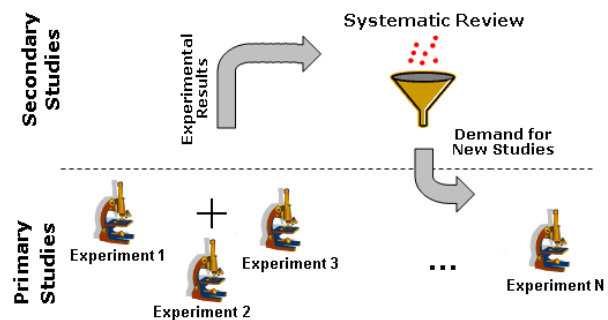 Secondary
Studies
Experimental
Results
Systematic Review
Demand for
New Studies
Primary
Studies
Experiment 1
+
Experiment 2
Experiment 3
...
Experiment N